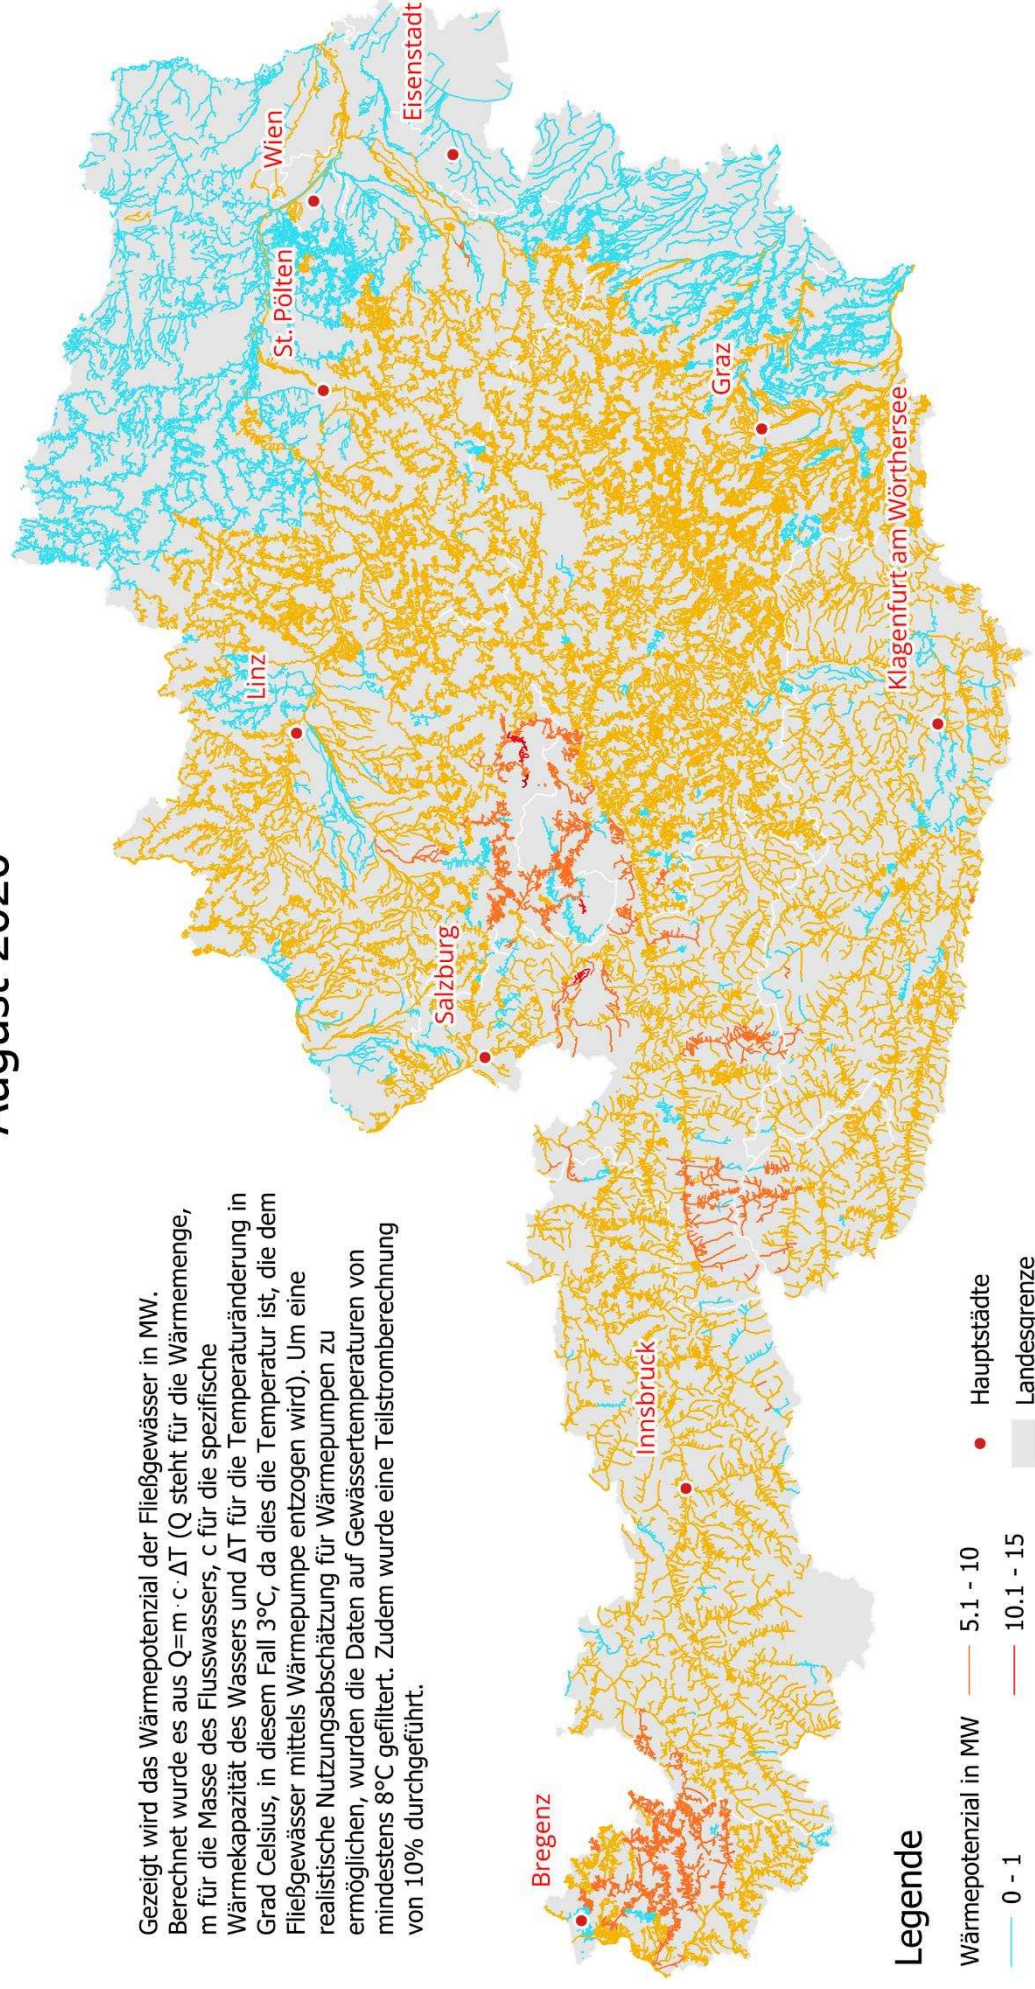 August 2020
Gezeigt wird das Wärmepotenzial der Fließgewässer in MW.
Berechnet wurde es aus Q=m · c · ΔT (Q steht für die Wärmemenge,
m für die Masse des Flusswassers, c für die spezifische
Wärmekapazität des Wassers und ΔT für die Temperaturänderung in
Grad Celsius, in diesem Fall 3°C, da dies die Temperatur ist, die dem
Fließgewässer mittels Wärmepumpe entzogen wird). Um eine
realistische Nutzungsabschätzung für Wärmepumpen zu
ermöglichen, wurden die Daten auf Gewässertemperaturen von
mindestens 8°C gefiltert. Zudem wurde eine Teilstromberechnung
von 10% durchgeführt.
Wien
Eisenstadt
St. Pölten
Linz
Salzburg
Graz
Klagenfurt am Wörthersee
Innsbruck
Bregenz
Legende
Wärmepotenzial in MW
0 - 1
5.1 - 10
10.1 - 15
Hauptstädte
Landesgrenze